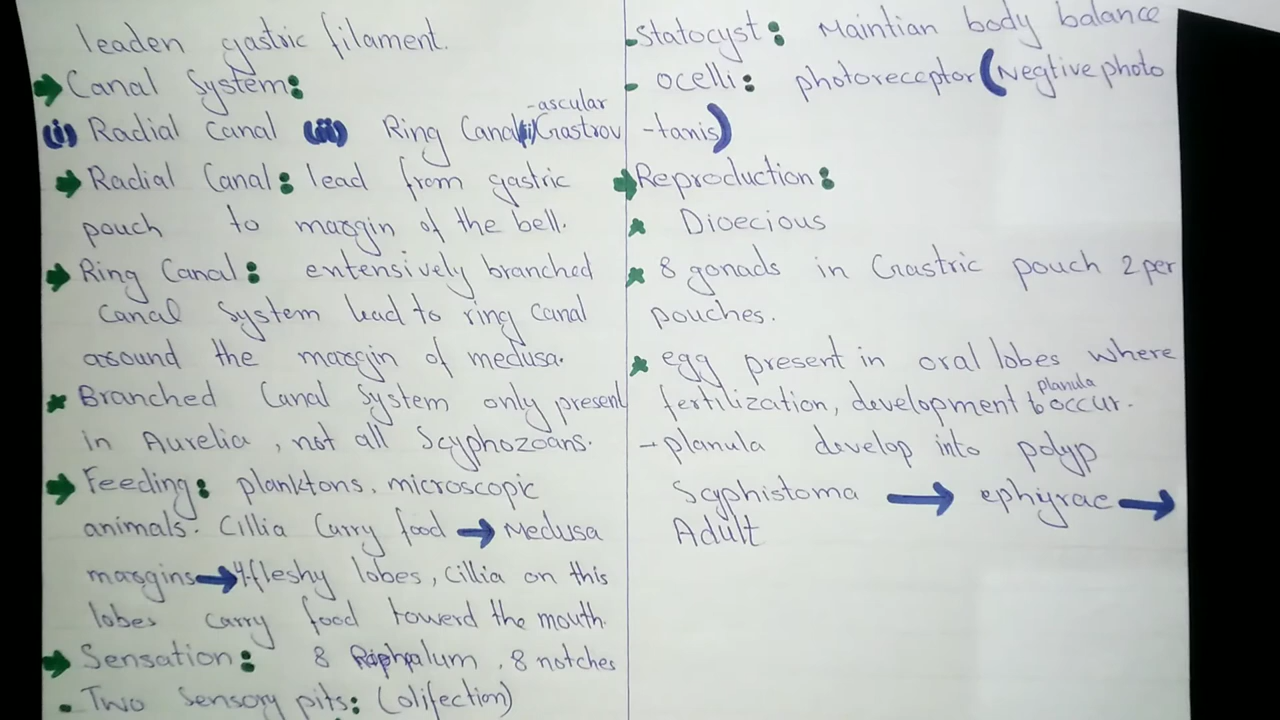 leaden gastric filament.
Canal System:
(i) Radial Canal (ii) Ring Canal (iii) Gastrov
-ascular
Radial Canal: lead from gastric
pouch to margin of the bell.
Ring Canal: entensively branched
Canal System lead to ring Canal
around the margin of medusa.
Branched Canal System only present
in Aurelia, not all Scyphozoans.
Feeding: planktons, microscopic
animals. Cillia Carry food → Medusa
margins → 4-fleshy lobes, Cillia on this
lobes carry food towerd the mouth.
Sensation: 8 Rhopalum, 8 notches
Two Sensory pits: (olifection)
Statocyst: Maintian body balance
ocelli: photoreceptor (Negtive photo
-tanis)
Reproduction:
Dioecious
8 gonads in Gastric pouch 2 per
pouches.
egg present in oral lobes where
planula
fertilization, development to occur.
- planula develop into polyp
Scyphistoma → ephyrae →
Adult